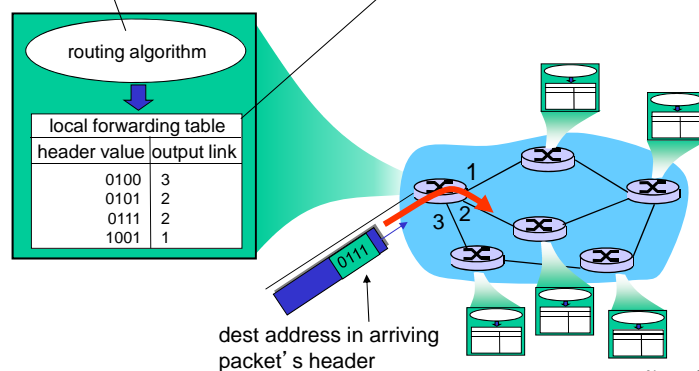 routing algorithm
local forwarding table
header value output link
0100 3
0101 2
0111 2
1001 1
1
2
3
0111
dest address in arriving
packet's header